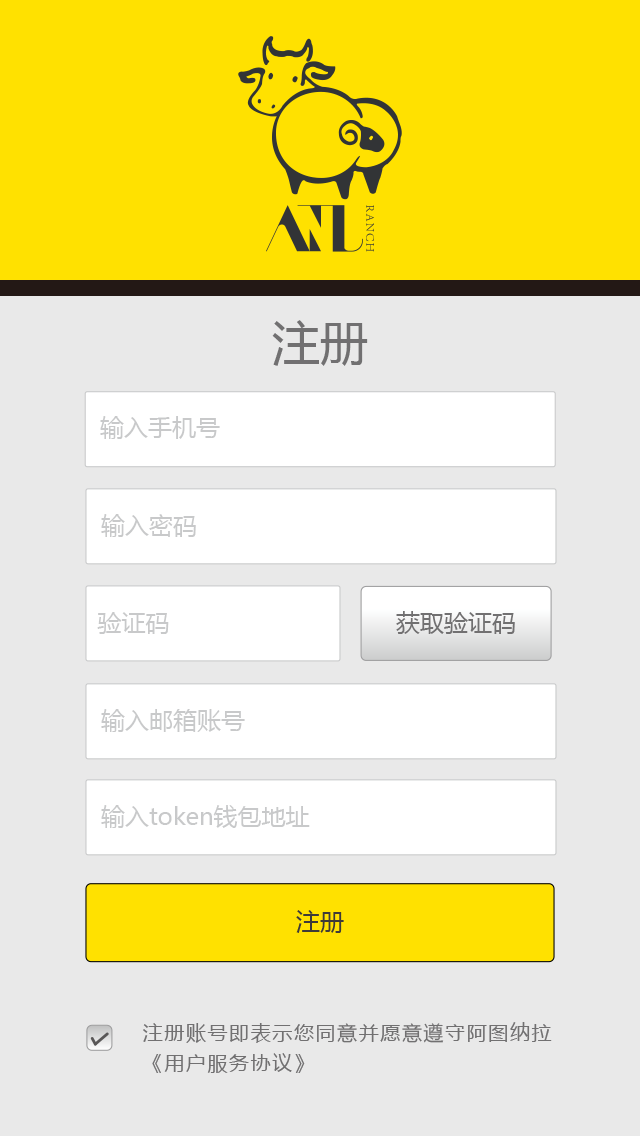 ANU
RANCH
注册
输入手机号
输入密码
验证码
获取验证码
输入邮箱账号
输入token钱包地址
注册
注册账号即表示您同意并愿意遵守阿图纳拉
《用户服务协议》